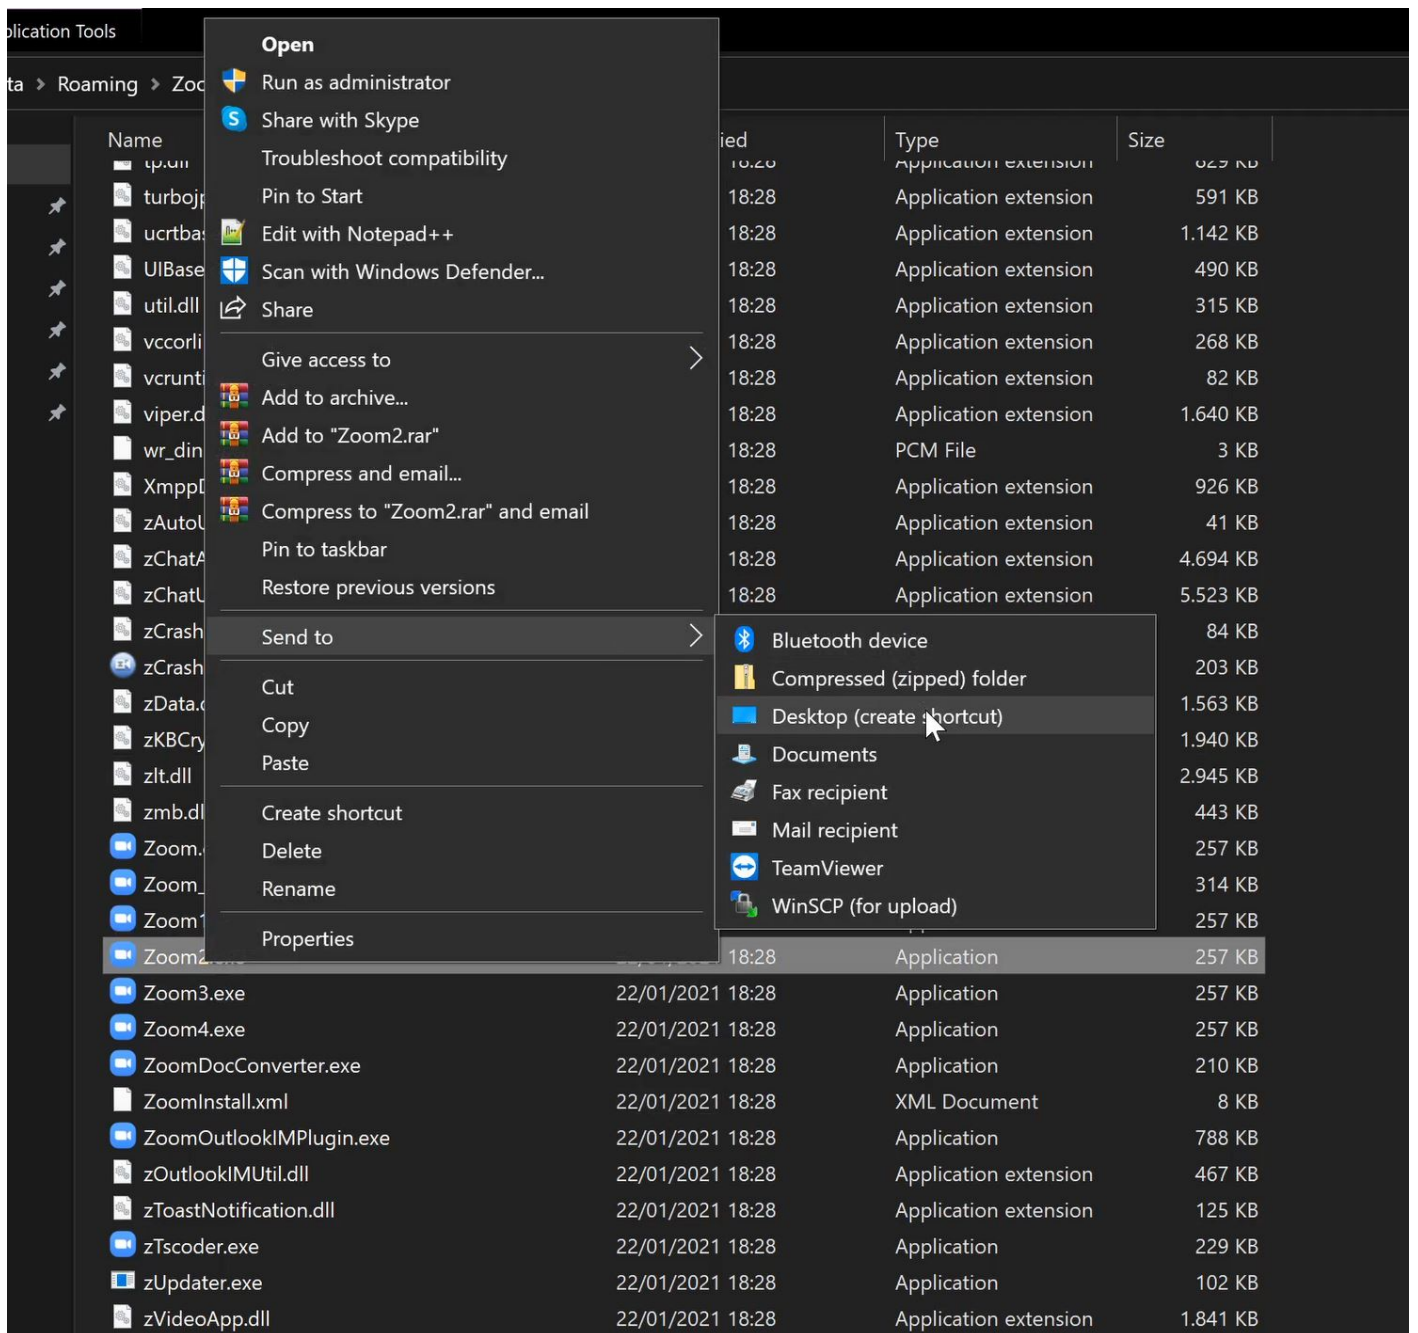 plication Tools
ta > Roaming > Zoo
Name ied Type Size
tp.dll 18:28 Application extension 829 KB
turboj 18:28 Application extension 591 KB
ucrtbas 18:28 Application extension 1.142 KB
UIBase 18:28 Application extension 490 KB
util.dll 18:28 Application extension 315 KB
vccorli 18:28 Application extension 268 KB
vcrunti 18:28 Application extension 82 KB
viper.d 18:28 Application extension 1.640 KB
wr_din 18:28 PCM File 3 KB
XmppD 18:28 Application extension 926 KB
zAutoU 18:28 Application extension 41 KB
zChatA 18:28 Application extension 4.694 KB
zChatU 18:28 Application extension 5.523 KB
zCrash 84 KB
zCrash 203 KB
zData.d 1.563 KB
zKBCry 1.940 KB
zlt.dll 2.945 KB
zmb.dl 443 KB
Zoom. 257 KB
Zoom_ 314 KB
Zoom1 257 KB
Zoom2.exe 18:28 Application 257 KB
Zoom3.exe 22/01/2021 18:28 Application 257 KB
Zoom4.exe 22/01/2021 18:28 Application 257 KB
ZoomDocConverter.exe 22/01/2021 18:28 Application 210 KB
ZoomInstall.xml 22/01/2021 18:28 XML Document 8 KB
ZoomOutlookIMPlugin.exe 22/01/2021 18:28 Application 788 KB
zOutlookIMUtil.dll 22/01/2021 18:28 Application extension 467 KB
zToastNotification.dll 22/01/2021 18:28 Application extension 125 KB
zTscoder.exe 22/01/2021 18:28 Application 229 KB
zUpdater.exe 22/01/2021 18:28 Application 102 KB
zVideoApp.dll 22/01/2021 18:28 Application extension 1.841 KB
Open
Run as administrator
Share with Skype
Troubleshoot compatibility
Pin to Start
Edit with Notepad++
Scan with Windows Defender...
Share
Give access to
Add to archive...
Add to "Zoom2.rar"
Compress and email...
Compress to "Zoom2.rar" and email
Pin to taskbar
Restore previous versions
Send to
Cut
Copy
Paste
Create shortcut
Delete
Rename
Properties
Bluetooth device
Compressed (zipped) folder
Desktop (create shortcut)
Documents
Fax recipient
Mail recipient
TeamViewer
WinSCP (for upload)